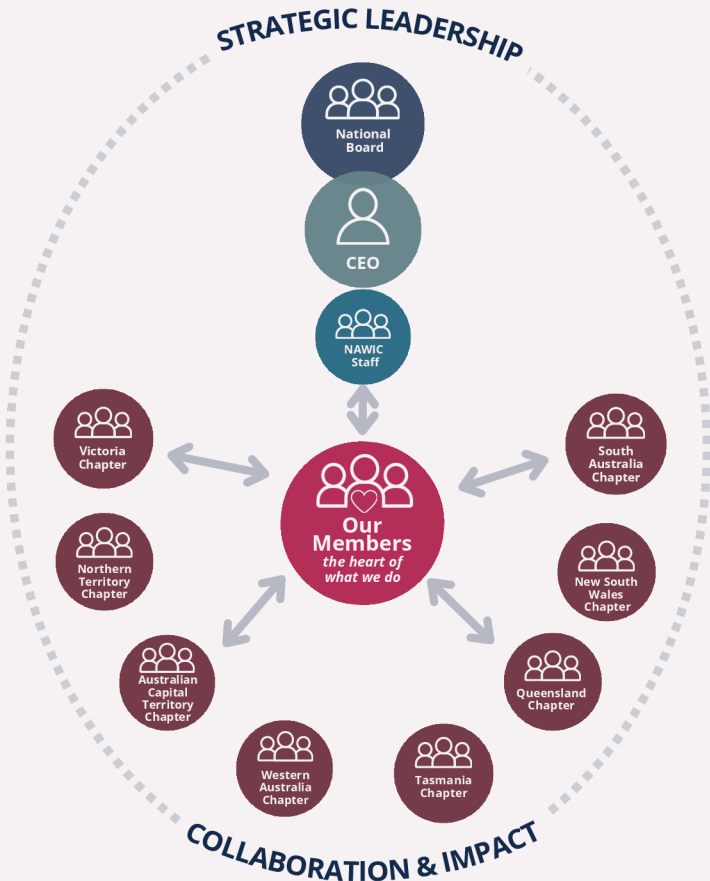 STRATEGIC LEADERSHIP
National
Board
CEO
NAWIC
Staff
Victoria
Chapter
South
Australia
Chapter
Our
Members
the heart of
what we do
Northern
Territory
Chapter
New South
Wales
Chapter
Australian
Capital
Territory
Chapter
Queensland
Chapter
Western
Australia
Chapter
Tasmania
Chapter
COLLABORATION & IMPACT